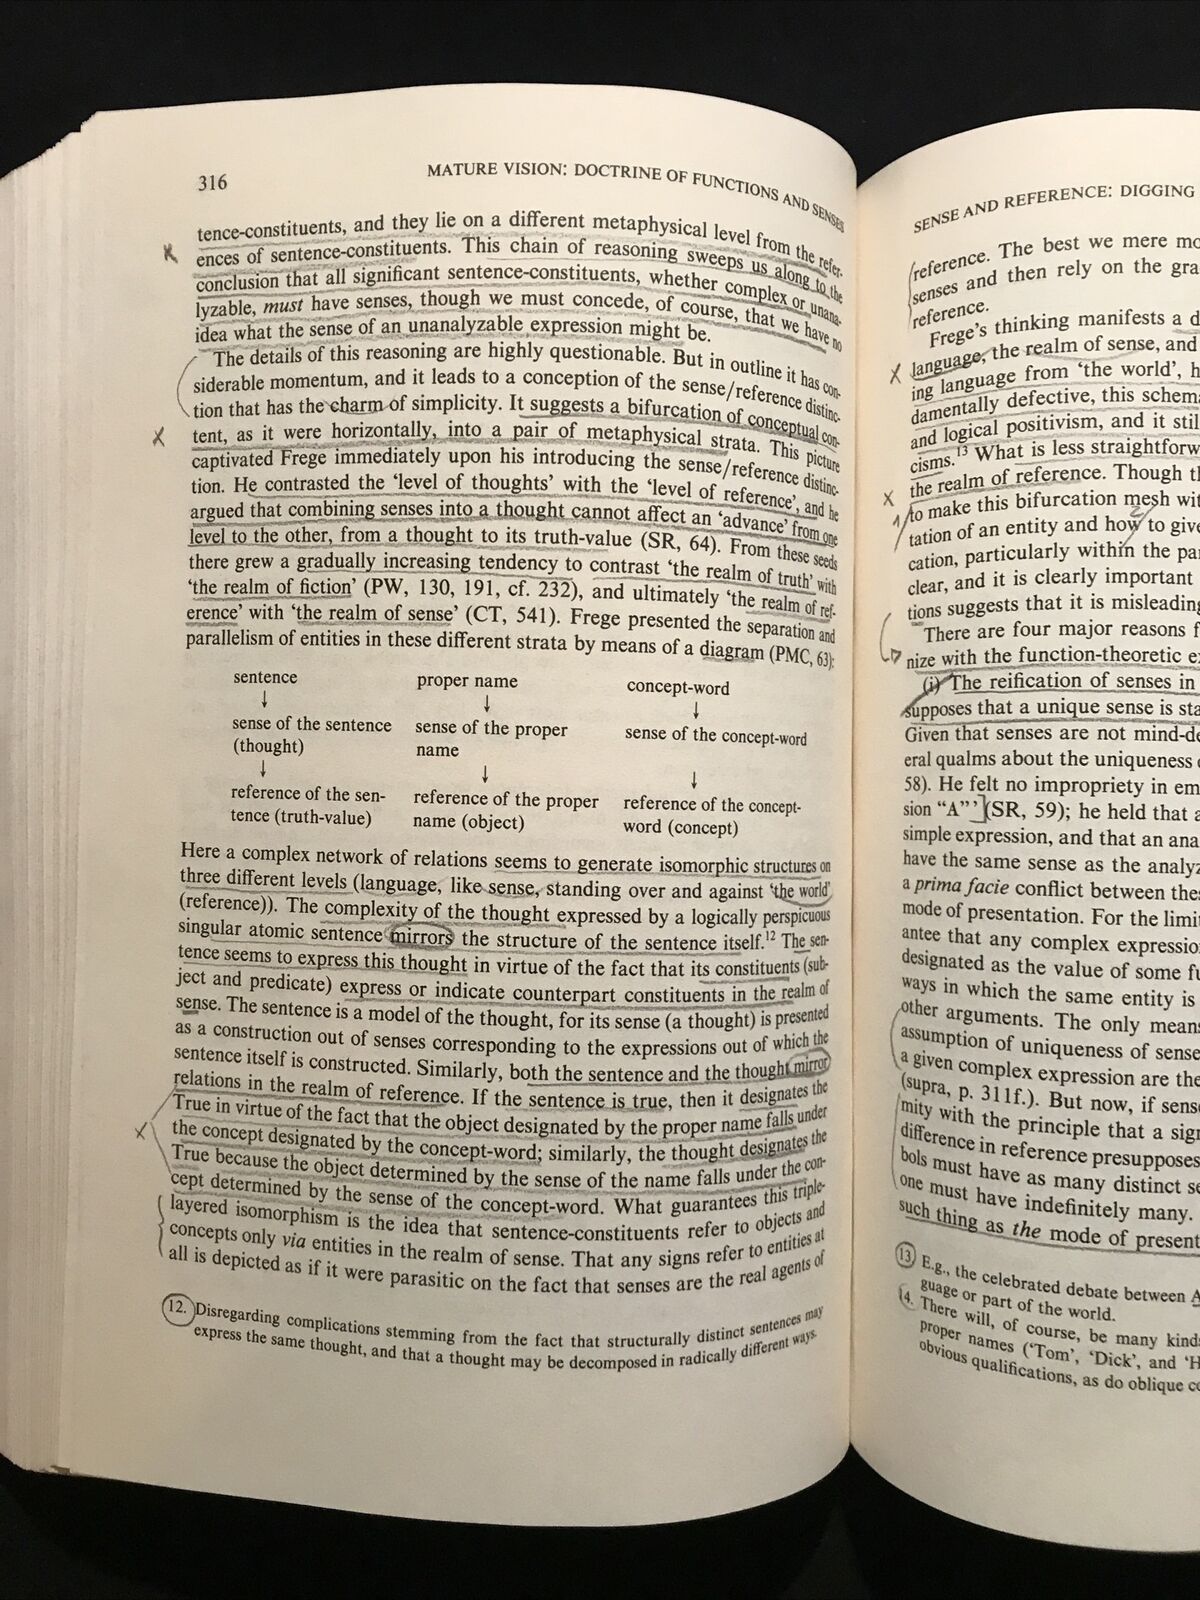 316
MATURE VISION: DOCTRINE OF FUNCTIONS AND SENSES
tence-constituents, and they lie on a different metaphysical level from the refer-
ences of sentence-constituents. This chain of reasoning sweeps us along to the
conclusion that all significant sentence-constituents, whether complex or unana-
lyzable, must have senses, though we must concede, of course, that we have no
idea what the sense of an unanalyzable expression might be.
The details of this reasoning are highly questionable. But in outline it has con-
siderable momentum, and it leads to a conception of the sense/reference distinc-
tion that has the charm of simplicity. It suggests a bifurcation of conceptual con-
tent, as it were horizontally, into a pair of metaphysical strata. This picture
captivated Frege immediately upon his introducing the sense/reference distinc-
tion. He contrasted the ‘level of thoughts’ with the ‘level of reference’, and he
argued that combining senses into a thought cannot affect an ‘advance’ from one
level to the other, from a thought to its truth-value (SR, 64). From these seeds
there grew a gradually increasing tendency to contrast ‘the realm of truth’ with
‘the realm of fiction’ (PW, 130, 191, cf. 232), and ultimately ‘the realm of ref-
erence’ with ‘the realm of sense’ (CT, 541). Frege presented the separation and
parallelism of entities in these different strata by means of a diagram (PMC, 63):
sentence proper name concept-word
↓ ↓ ↓
sense of the sentence sense of the proper sense of the concept-word
(thought) name
↓ ↓ ↓
reference of the sen- reference of the proper reference of the concept-
tence (truth-value) name (object) word (concept)
Here a complex network of relations seems to generate isomorphic structures on
three different levels (language, like sense, standing over and against ‘the world’
(reference)). The complexity of the thought expressed by a logically perspicuous
singular atomic sentence mirrors the structure of the sentence itself.12 The sen-
tence seems to express this thought in virtue of the fact that its constituents (sub-
ject and predicate) express or indicate counterpart constituents in the realm of
sense. The sentence is a model of the thought, for its sense (a thought) is presented
as a construction out of senses corresponding to the expressions out of which the
sentence itself is constructed. Similarly, both the sentence and the thought mirror
relations in the realm of reference. If the sentence is true, then it designates the
True in virtue of the fact that the object designated by the proper name falls under
the concept designated by the concept-word; similarly, the thought designates the
True because the object determined by the sense of the name falls under the con-
cept determined by the sense of the concept-word. What guarantees this triple-
layered isomorphism is the idea that sentence-constituents refer to objects and
concepts only via entities in the realm of sense. That any signs refer to entities at
all is depicted as if it were parasitic on the fact that senses are the real agents of
12. Disregarding complications stemming from the fact that structurally distinct sentences may
express the same thought, and that a thought may be decomposed in radically different ways.
SENSE AND REFERENCE: DIGGING
reference. The best we mere
senses and then rely on the
reference.
Frege's thinking manifests a
language, the realm of sense, and
ing language from ‘the world’,
damentally defective, this
and logical positivism, and it
cisms.13 What is less
the realm of reference. Though
to make this bifurcation mesh
tation of an entity and how to
cation, particularly within the
clear, and it is clearly important
tions suggests that it is
There are four major reasons
nize with the function-theoretic
(i) The reification of senses in
supposes that a unique sense is
Given that senses are not
eral qualms about the uniqueness
58). He felt no impropriety in
sion “A”’ (SR, 59); he held that
simple expression, and that an
have the same sense as the
a prima facie conflict between
mode of presentation. For the
antee that any complex
designated as the value of some
ways in which the same entity is
other arguments. The only
assumption of uniqueness of
a given complex expression are the
(supra, p. 311f.). But now, if
mity with the principle that a
difference in reference
bols must have as many distinct
one must have indefinitely many.
such thing as the mode of
13 E.g., the celebrated debate between
guage or part of the world.
14. There will, of course, be many
proper names (‘Tom’, ‘Dick’, and
obvious qualifications, as do oblique